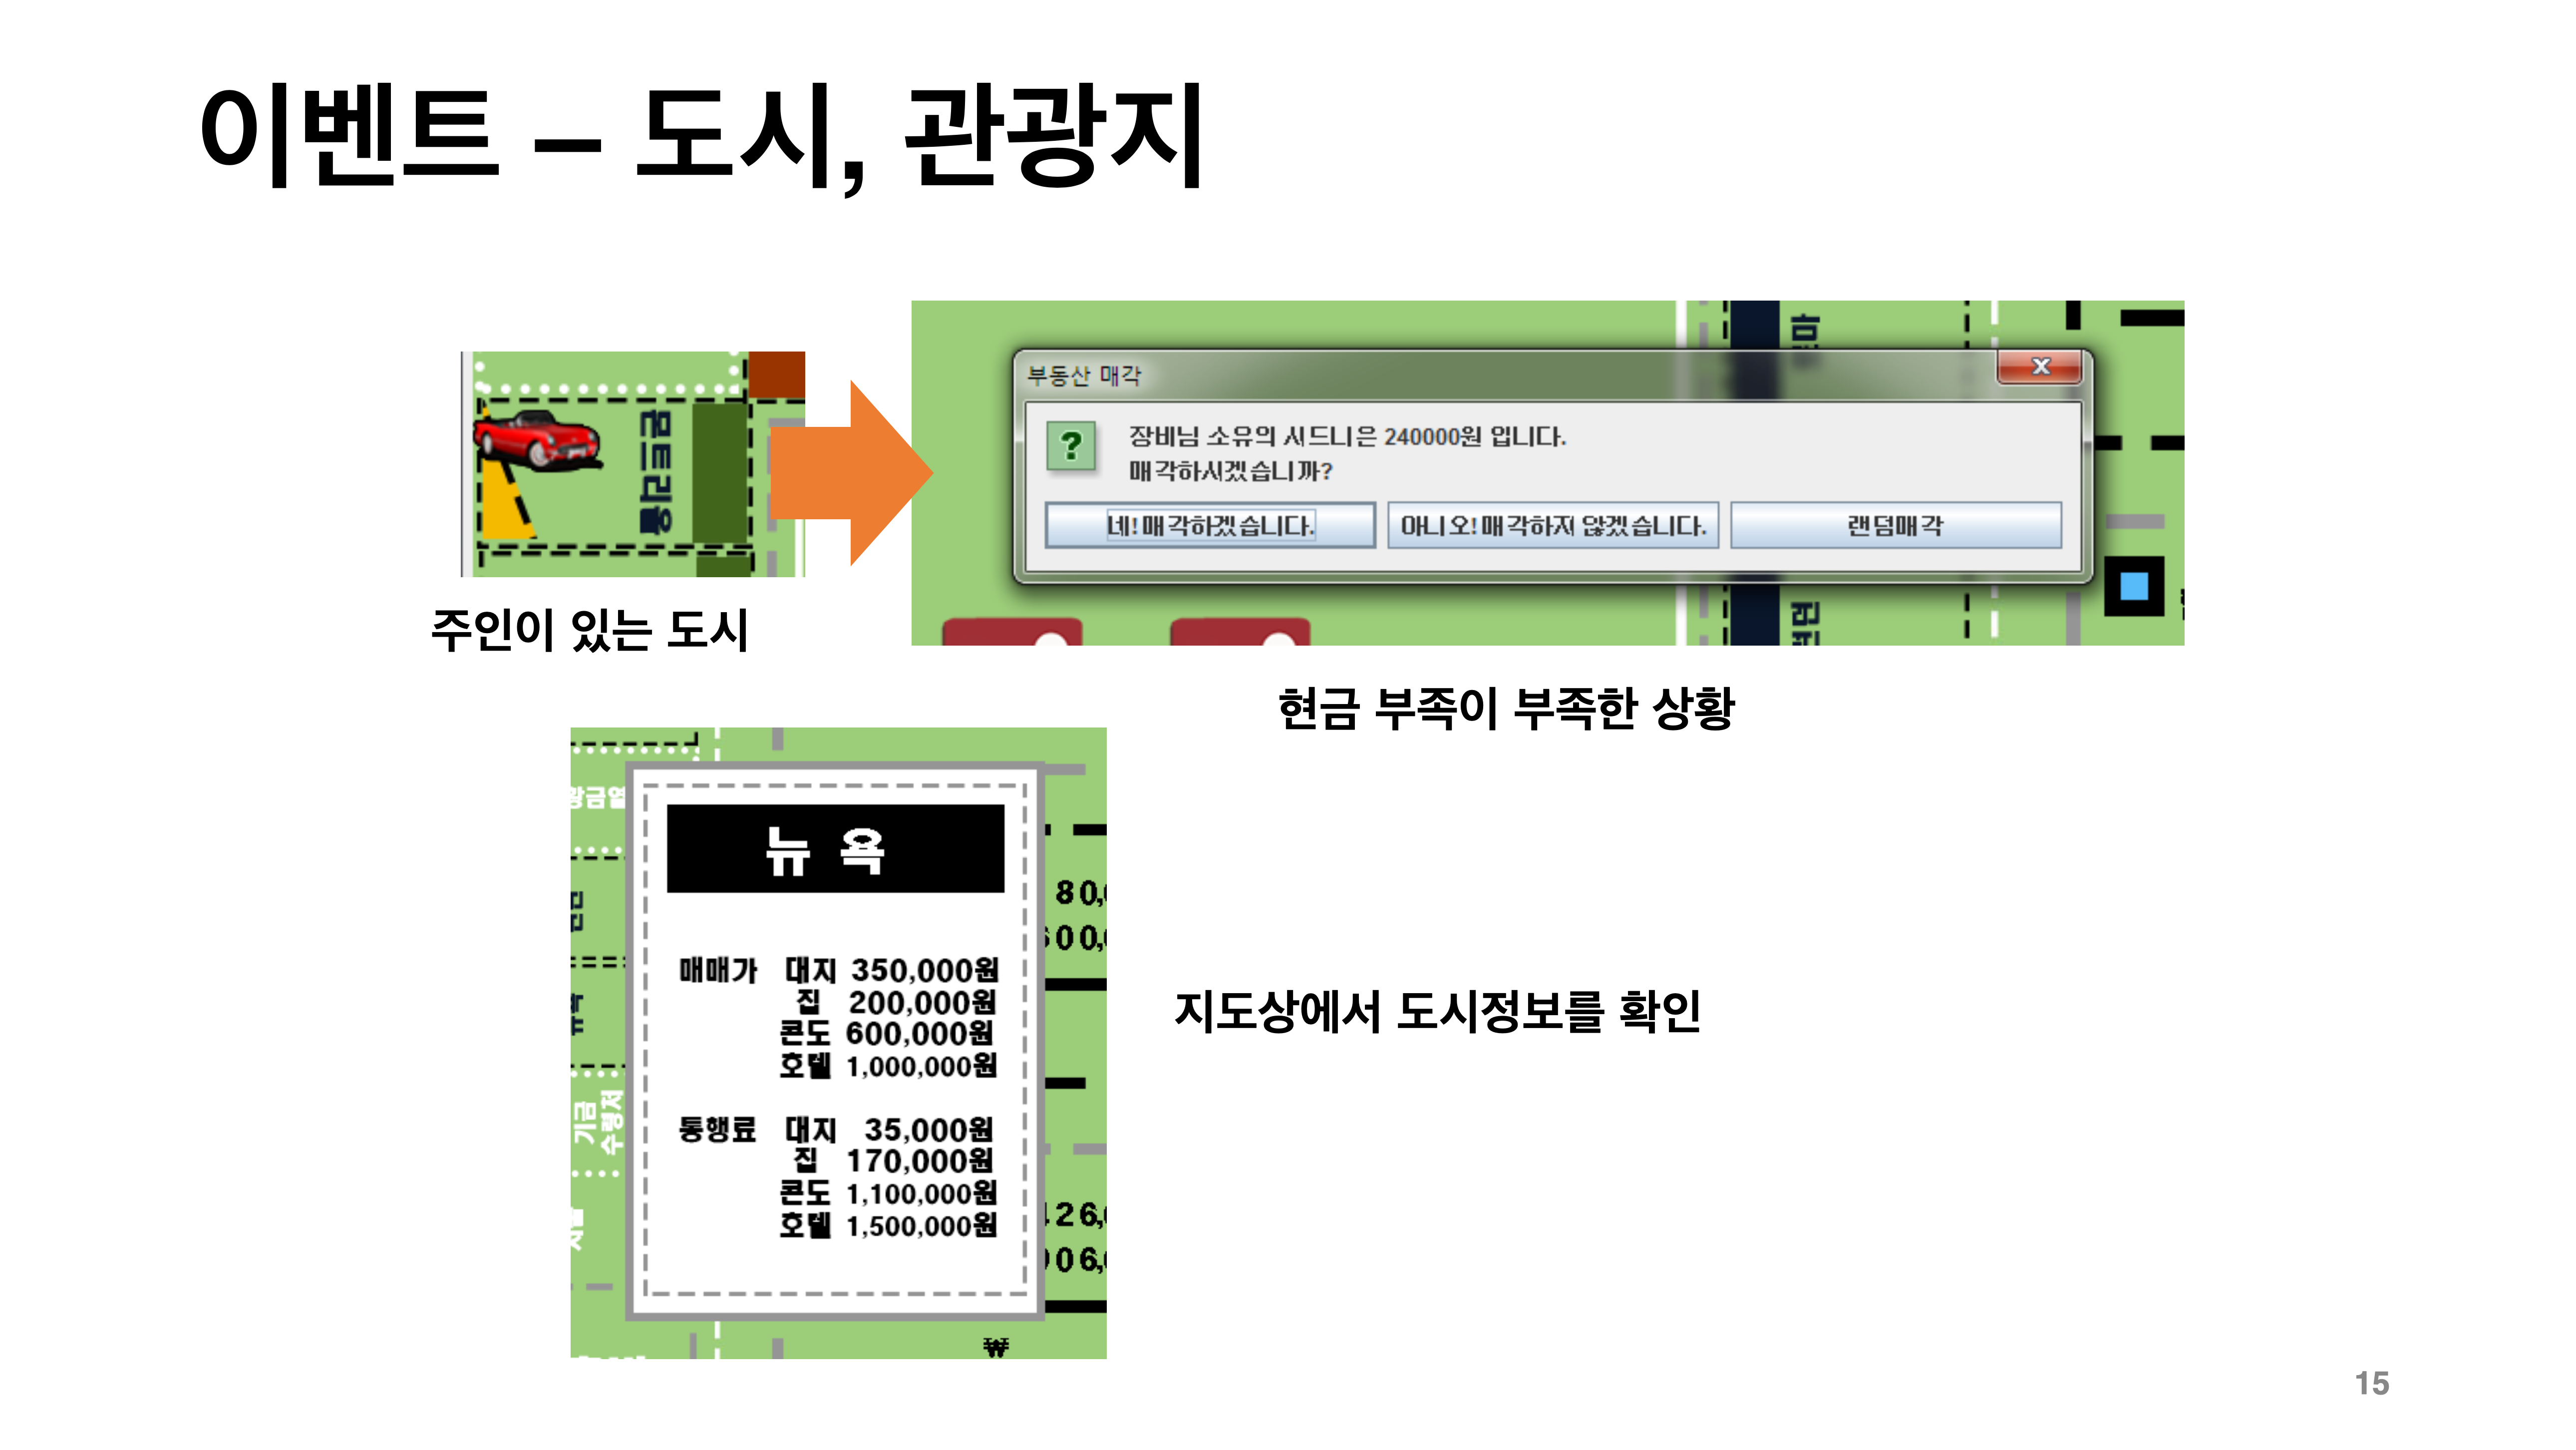 이벤트 – 도시, 관광지
홍리크
부동산 매각
장비님 소유의 시드니은 240000원 입니다.
매각하시겠습니까?
네! 매각하겠습니다.
아니오! 매각하지 않겠습니다.
랜덤매각
주인이 있는 도시
현금 부족이 부족한 상황
뉴 욕
매매가 대지 350,000원
집 200,000원
콘도 600,000원
호텔 1,000,000원
통행료 대지 35,000원
집 170,000원
콘도 1,100,000원
호텔 1,500,000원
기금
수령처
₩
지도상에서 도시정보를 확인
15